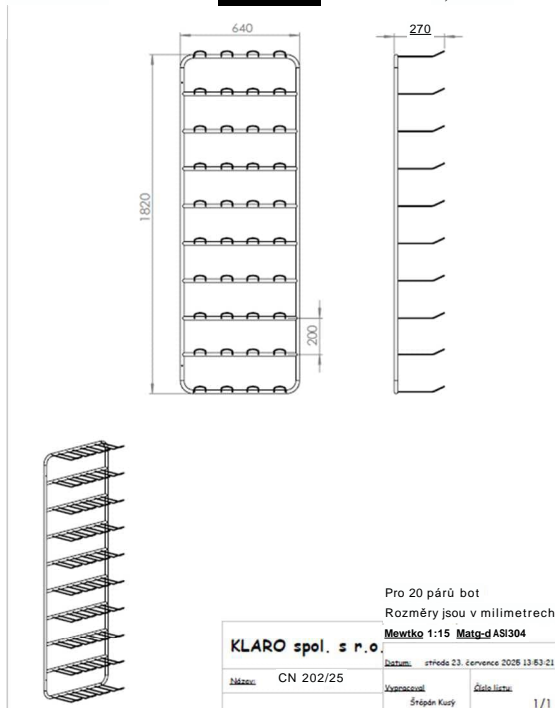 640
270
1820
200
Pro 20 párů bot
Rozměry jsou v milimetrech
Mewtko 1:15 Matg-d ASI304
KLARO spol. s r.o.
Datum: středa 23. července 2025 13:53:21
Název: CN 202/25
Vypracoval Číslo listu:
Štěpán Kusý 1/1